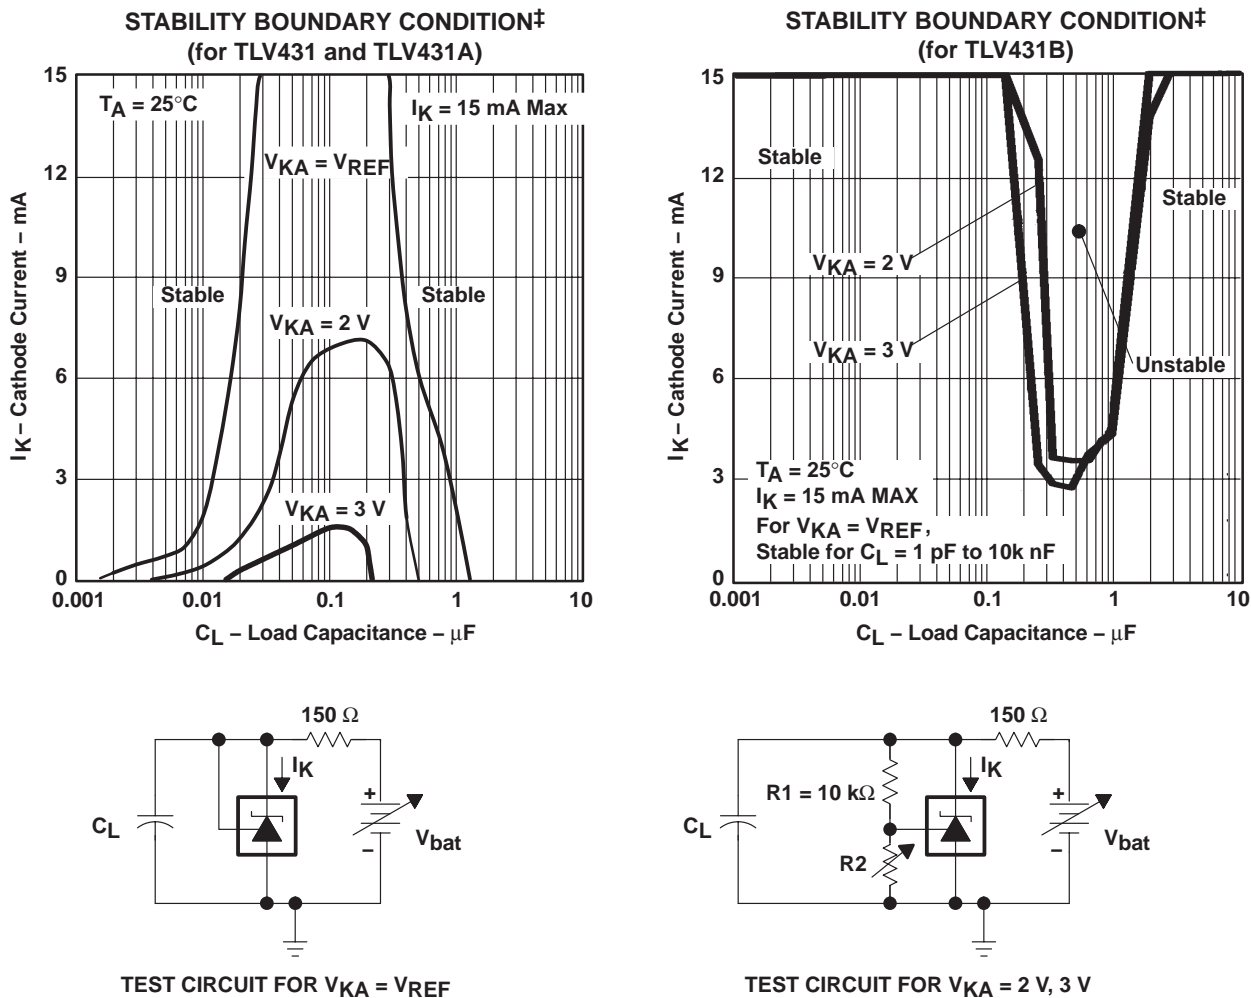 STABILITY BOUNDARY CONDITION‡
(for TLV431 and TLV431A)
15
12
9
6
3
0
0.001
0.01
0.1
1
10
TA = 25°C
IK = 15 mA Max
VKA = VREF
Stable
Stable
VKA = 2 V
VKA = 3 V
IK – Cathode Current – mA
CL – Load Capacitance – μF
STABILITY BOUNDARY CONDITION‡
(for TLV431B)
15
12
9
6
3
0
0.001
0.01
0.1
1
10
Stable
Stable
VKA = 2 V
VKA = 3 V
Unstable
TA = 25°C
IK = 15 mA MAX
For VKA = VREF,
Stable for CL = 1 pF to 10k nF
IK – Cathode Current – mA
CL – Load Capacitance – μF
150 Ω
IK
CL
+
–
Vbat
TEST CIRCUIT FOR VKA = VREF
150 Ω
IK
R1 = 10 kΩ
CL
R2
+
–
Vbat
TEST CIRCUIT FOR VKA = 2 V, 3 V